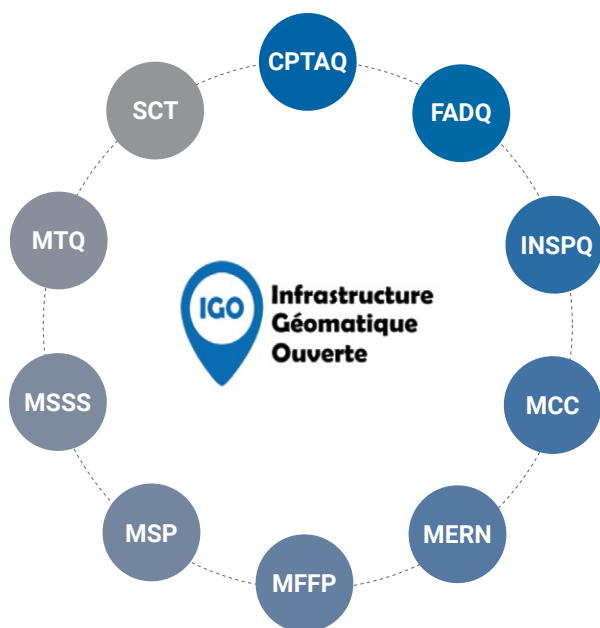 CPTAQ
FADQ
INSPQ
MCC
MERN
MFFP
MSP
MSSS
MTQ
SCT
IGO
Infrastructure
Géomatique
Ouverte